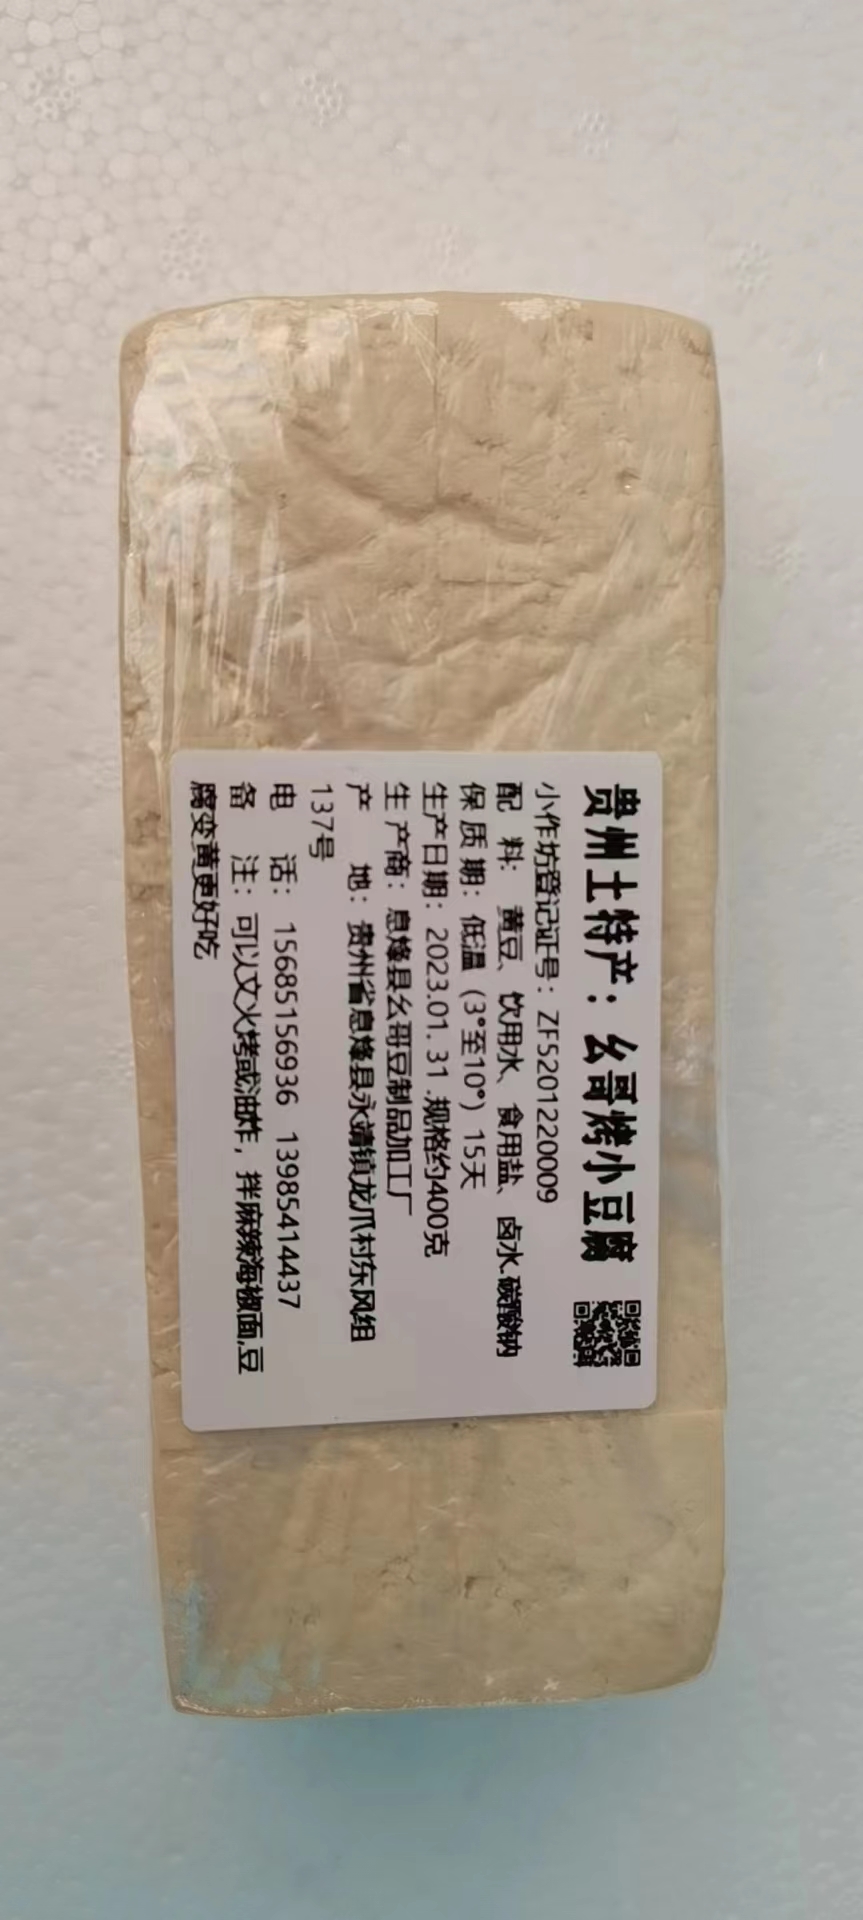 贵州土特产：幺哥烤小豆腐
小作坊登记证号：ZF5201220009
配 料: 黄豆、饮用水、食用盐、卤水.碳酸钠
保 质 期：低温（3°至10°）15天
生产日期：2023.01. 31 .规格约400克
生 产 商：息烽县幺哥豆制品加工厂
产 地：贵州省息烽县永靖镇龙爪村东风组
137号
电 话：15685156936 13985414437
备 注：可以文火烤或油炸，拌麻辣海椒面,豆
腐变黄更好吃